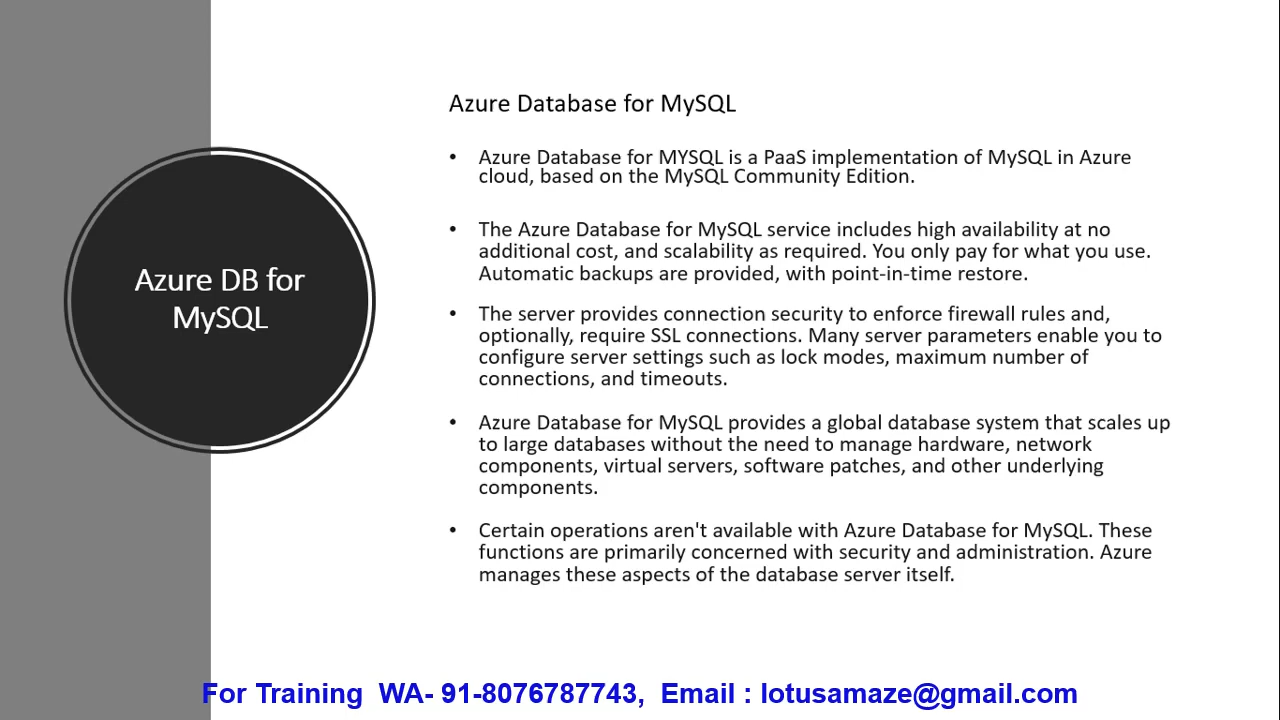 Azure DB for
MySQL
Azure Database for MySQL
• Azure Database for MYSQL is a PaaS implementation of MySQL in Azure
cloud, based on the MySQL Community Edition.
• The Azure Database for MySQL service includes high availability at no
additional cost, and scalability as required. You only pay for what you use.
Automatic backups are provided, with point-in-time restore.
• The server provides connection security to enforce firewall rules and,
optionally, require SSL connections. Many server parameters enable you to
configure server settings such as lock modes, maximum number of
connections, and timeouts.
• Azure Database for MySQL provides a global database system that scales up
to large databases without the need to manage hardware, network
components, virtual servers, software patches, and other underlying
components.
• Certain operations aren't available with Azure Database for MySQL. These
functions are primarily concerned with security and administration. Azure
manages these aspects of the database server itself.
For Training WA- 91-8076787743, Email : lotusamaze@gmail.com